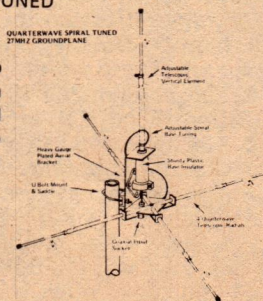 UNED
QUARTERWAVE SPIRAL TUNED
27MHZ GROUNDPLANE
Adjustable
Telescopic
Vertical Element
Adjustable Spiral
Base Tuning
Heavy Gauge
Plated Aerial
Bracket
Sturdy Plastic
Base Insulator
U Bolt Mount
& Saddle
4 Quarterwave
Telescopic Radials
Coaxial Input
Socket